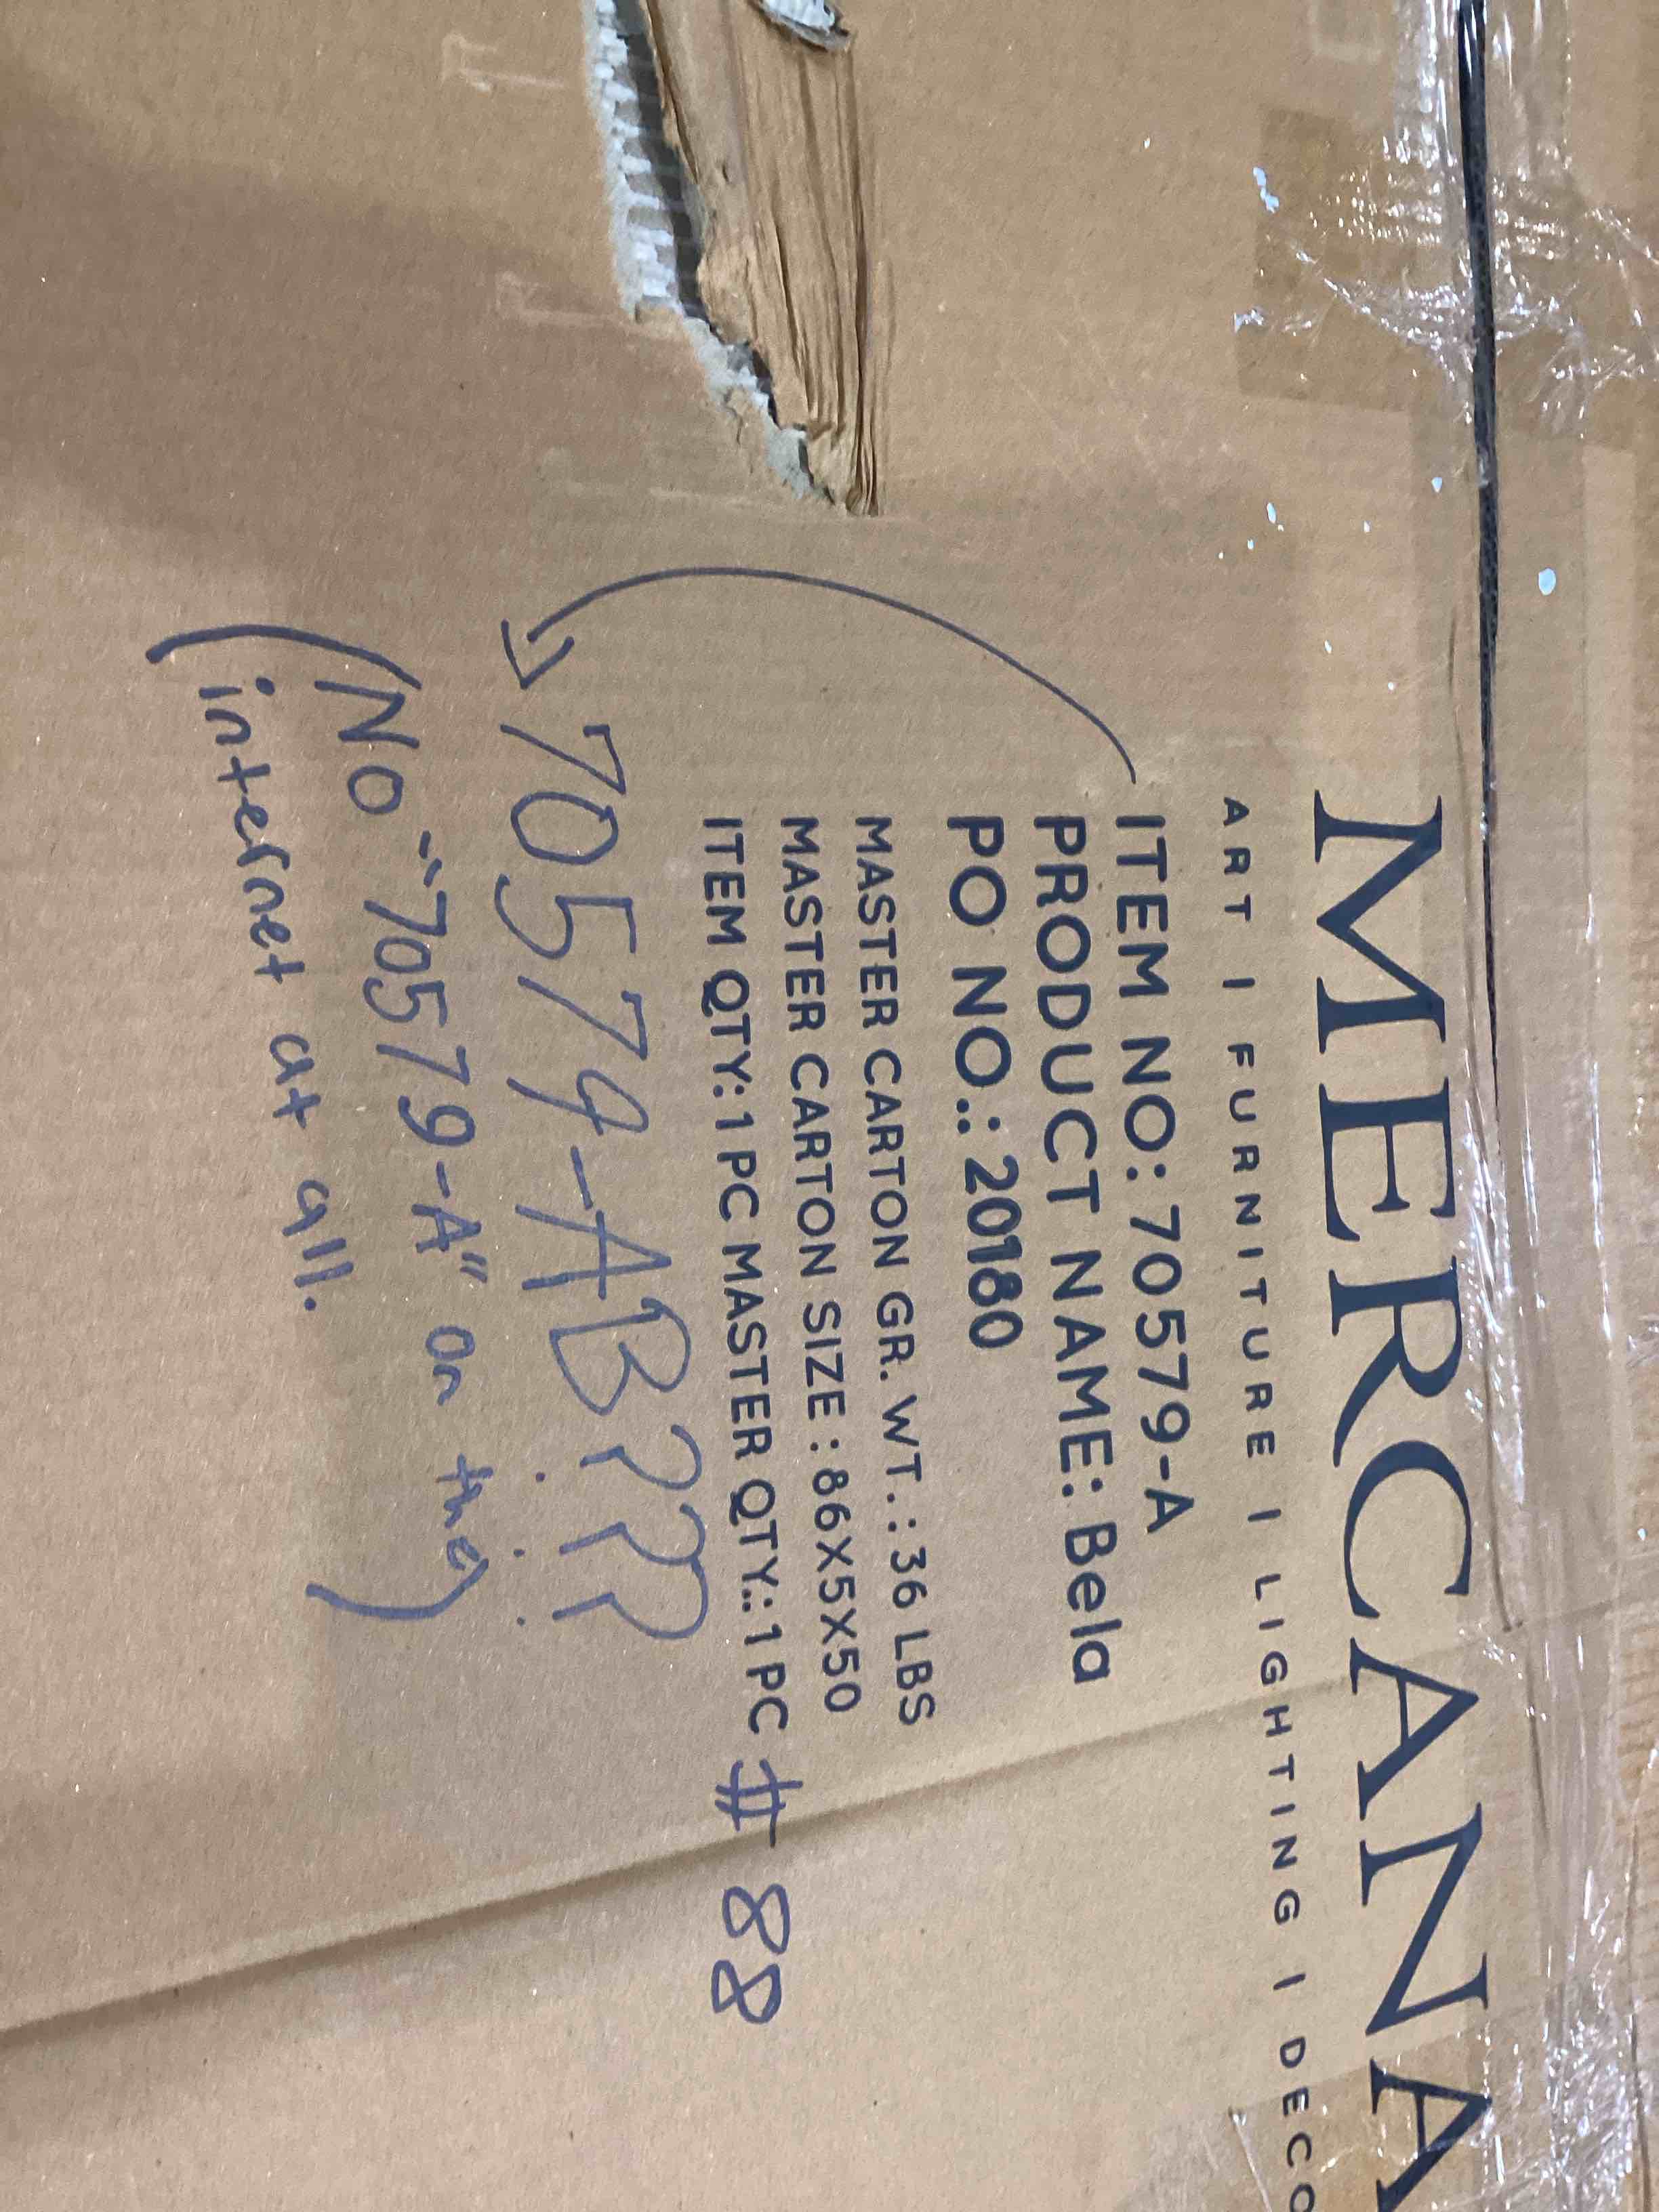 MERCANA
ART I FURNITURE I LIGHTING I DECO
ITEM NO: 70579-A
PRODUCT NAME: Bela
PO NO.: 20180
MASTER CARTON GR. WT. : 36 LBS
MASTER CARTON SIZE : 86X5X50
ITEM QTY: 1 PC MASTER QTY.: 1 PC # 88
70579-AB???
(No "70579-A" on the)
internet at all.